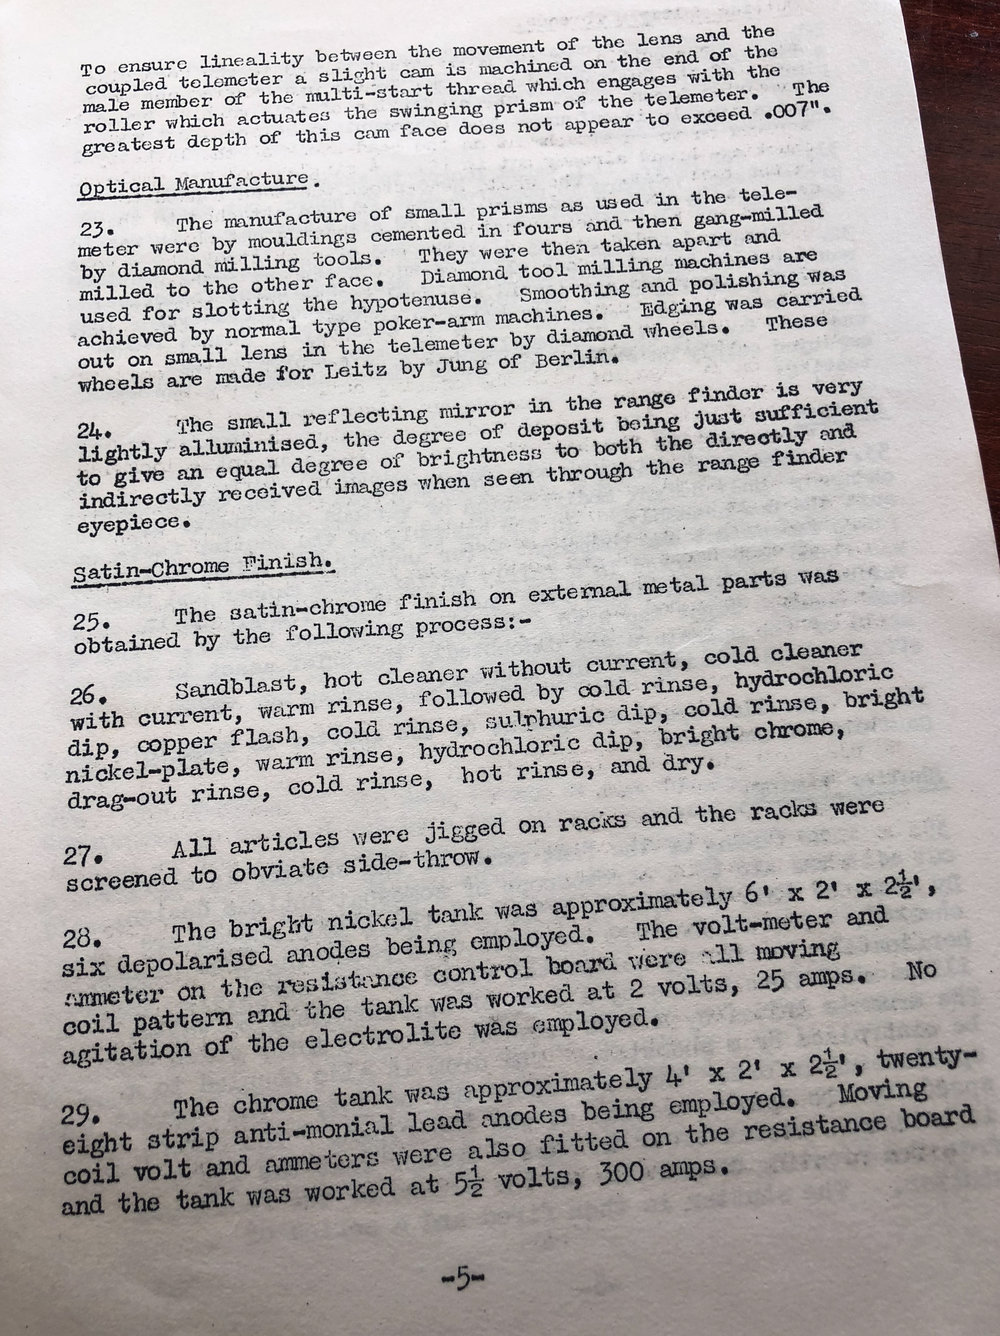 To ensure lineality between the movement of the lens and the
coupled telemeter a slight cam is machined on the end of the
male member of the multi-start thread which engages with the
roller which actuates the swinging prism of the telemeter. The
greatest depth of this cam face does not appear to exceed .007".
Optical Manufacture.
23. The manufacture of small prisms as used in the tele-
meter were by mouldings cemented in fours and then gang-milled
by diamond milling tools. They were then taken apart and
milled to the other face. Diamond tool milling machines are
used for slotting the hypotenuse. Smoothing and polishing was
achieved by normal type poker-arm machines. Edging was carried
out on small lens in the telemeter by diamond wheels. These
wheels are made for Leitz by Jung of Berlin.
24. The small reflecting mirror in the range finder is very
lightly alluminised, the degree of deposit being just sufficient
to give an equal degree of brightness to both the directly and
indirectly received images when seen through the range finder
eyepiece.
Satin-Chrome Finish.
25. The satin-chrome finish on external metal parts was
obtained by the following process:-
26. Sandblast, hot cleaner without current, cold cleaner
with current, warm rinse, followed by cold rinse, hydrochloric
dip, copper flash, cold rinse, sulphuric dip, cold rinse, bright
nickel-plate, warm rinse, hydrochloric dip, bright chrome,
drag-out rinse, cold rinse, hot rinse, and dry.
27. All articles were jigged on racks and the racks were
screened to obviate side-throw.
28. The bright nickel tank was approximately 6' x 2' x 2½',
six depolarised anodes being employed. The volt-meter and
ammeter on the resistance control board were all moving
coil pattern and the tank was worked at 2 volts, 25 amps. No
agitation of the electrolite was employed.
29. The chrome tank was approximately 4' x 2' x 2½', twenty-
eight strip anti-monial lead anodes being employed. Moving
coil volt and ammeters were also fitted on the resistance board
and the tank was worked at 5½ volts, 300 amps.
-5-